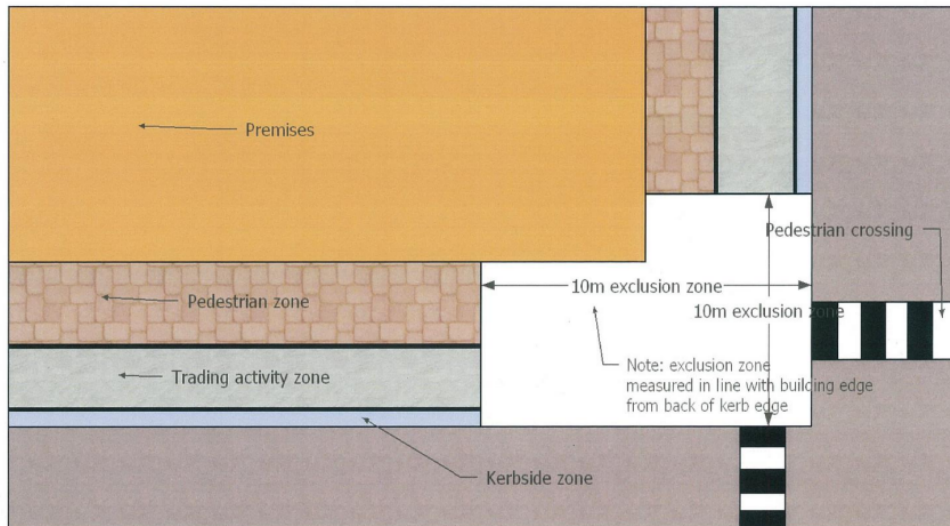 Premises
Pedestrian crossing
10m exclusion zone
Pedestrian zone
10m exclusion zone
Note: exclusion zone
measured in line with building edge
from back of kerb edge
Trading activity zone
Kerbside zone